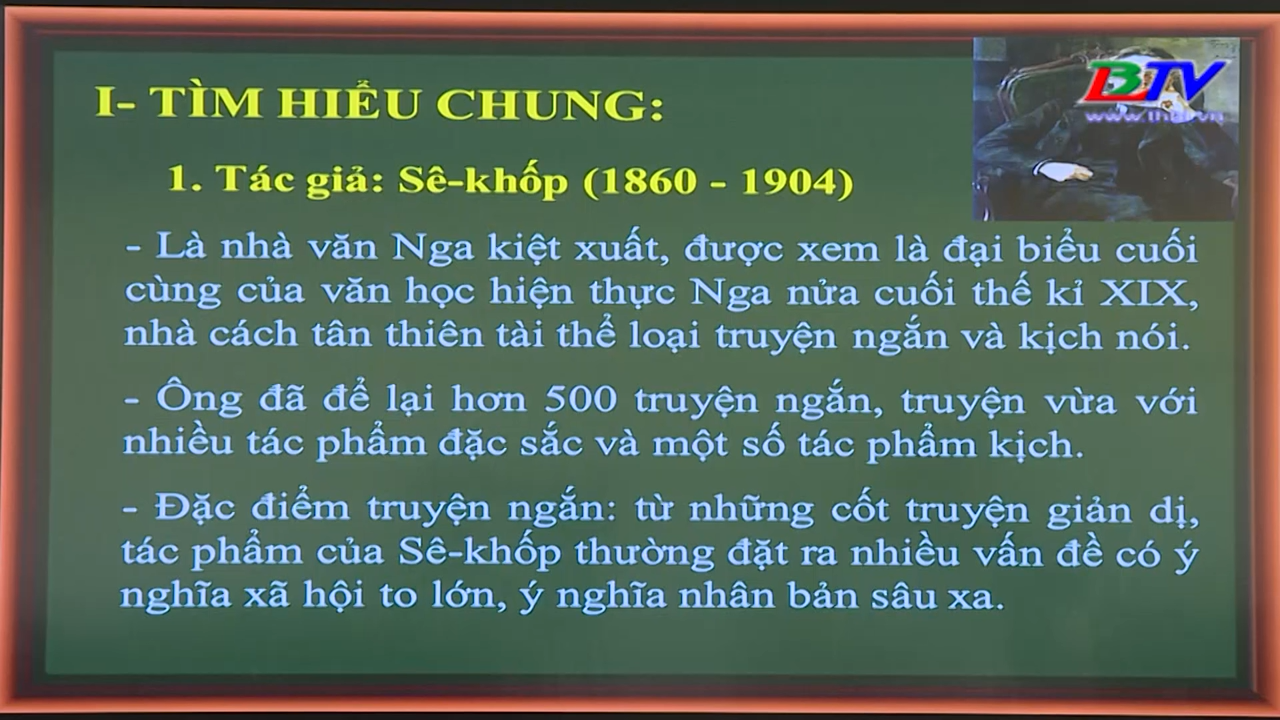 BTV
I- TÌM HIỂU CHUNG:
1. Tác giả: Sê-khốp (1860 - 1904)
- Là nhà văn Nga kiệt xuất, được xem là đại biểu cuối
cùng của văn học hiện thực Nga nửa cuối thế kỉ XIX,
nhà cách tân thiên tài thể loại truyện ngắn và kịch nói.
- Ông đã để lại hơn 500 truyện ngắn, truyện vừa với
nhiều tác phẩm đặc sắc và một số tác phẩm kịch.
- Đặc điểm truyện ngắn: từ những cốt truyện giản dị,
tác phẩm của Sê-khốp thường đặt ra nhiều vấn đề có ý
nghĩa xã hội to lớn, ý nghĩa nhân bản sâu xa.